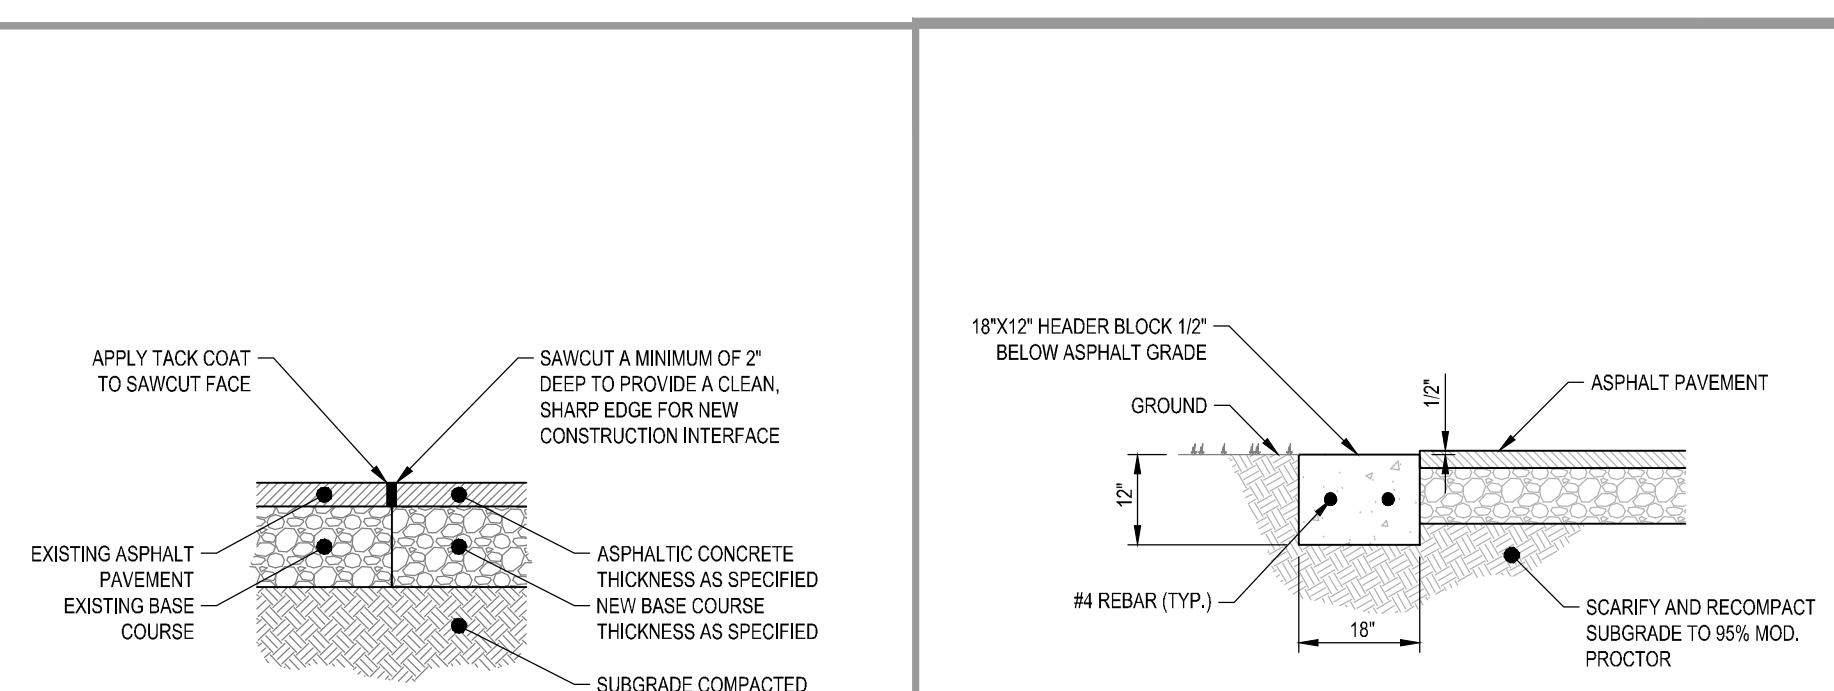 APPLY TACK COAT
TO SAWCUT FACE
SAWCUT A MINIMUM OF 2"
DEEP TO PROVIDE A CLEAN,
SHARP EDGE FOR NEW
CONSTRUCTION INTERFACE
EXISTING ASPHALT
PAVEMENT
EXISTING BASE
COURSE
ASPHALTIC CONCRETE
THICKNESS AS SPECIFIED
NEW BASE COURSE
THICKNESS AS SPECIFIED
SUBGRADE COMPACTED
18"X12" HEADER BLOCK 1/2"
BELOW ASPHALT GRADE
GROUND
1/2"
ASPHALT PAVEMENT
12"
#4 REBAR (TYP.)
18"
SCARIFY AND RECOMPACT
SUBGRADE TO 95% MOD.
PROCTOR